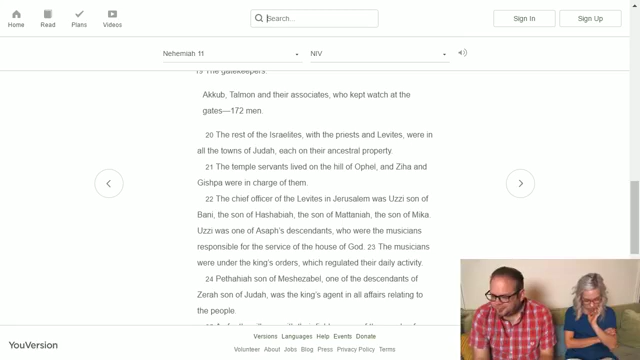 Home Read Plans Videos Search... Sign In Sign Up
Nehemiah 11 NIV
19 The gatekeepers:
Akkub, Talmon and their associates, who kept watch at the
gates—172 men.
20 The rest of the Israelites, with the priests and Levites, were in
all the towns of Judah, each on their ancestral property.
21 The temple servants lived on the hill of Ophel, and Ziha and
Gishpa were in charge of them.
22 The chief officer of the Levites in Jerusalem was Uzzi son of
Bani, the son of Hashabiah, the son of Mattaniah, the son of Mika.
Uzzi was one of Asaph's descendants, who were the musicians
responsible for the service of the house of God. 23 The musicians
were under the king's orders, which regulated their daily activity.
24 Pethahiah son of Meshezabel, one of the descendants of
Zerah son of Judah, was the king's agent in all affairs relating to
the people.
YouVersion
Versions Languages Help Events Donate
Volunteer About Jobs Blog Press Privacy Policy Terms